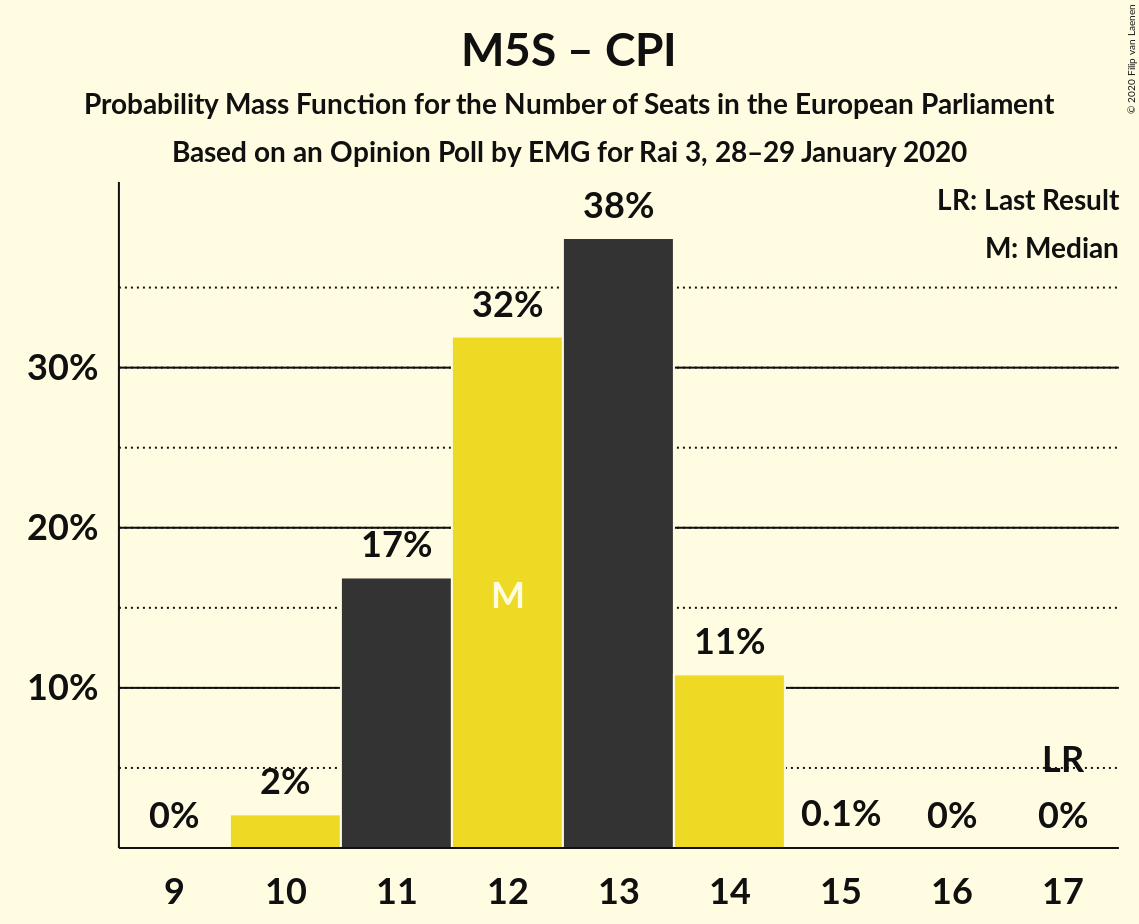 M5S – CPI
Probability Mass Function for the Number of Seats in the European Parliament
Based on an Opinion Poll by EMG for Rai 3, 28–29 January 2020
© 2020 Filip van Laenen
LR: Last Result
M: Median
38%
32%
30%
20%
17%
M
11%
10%
LR
2%
0%
0.1%
0%
0%
9 10 11 12 13 14 15 16 17